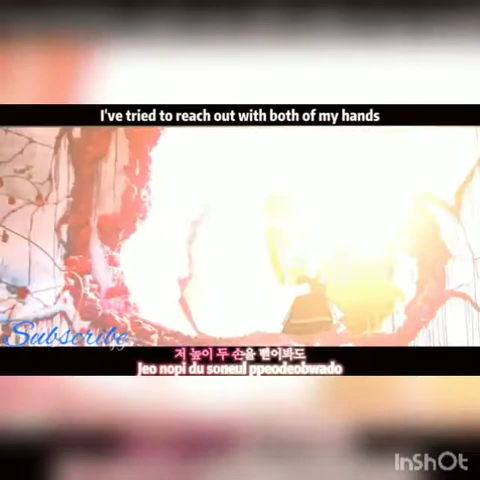 I've tried to reach out with both of my hands
Subscribe
저 높이 두 손을 뻗어봐도
Jeo nopi du soneul ppeodeobwado
InShOt